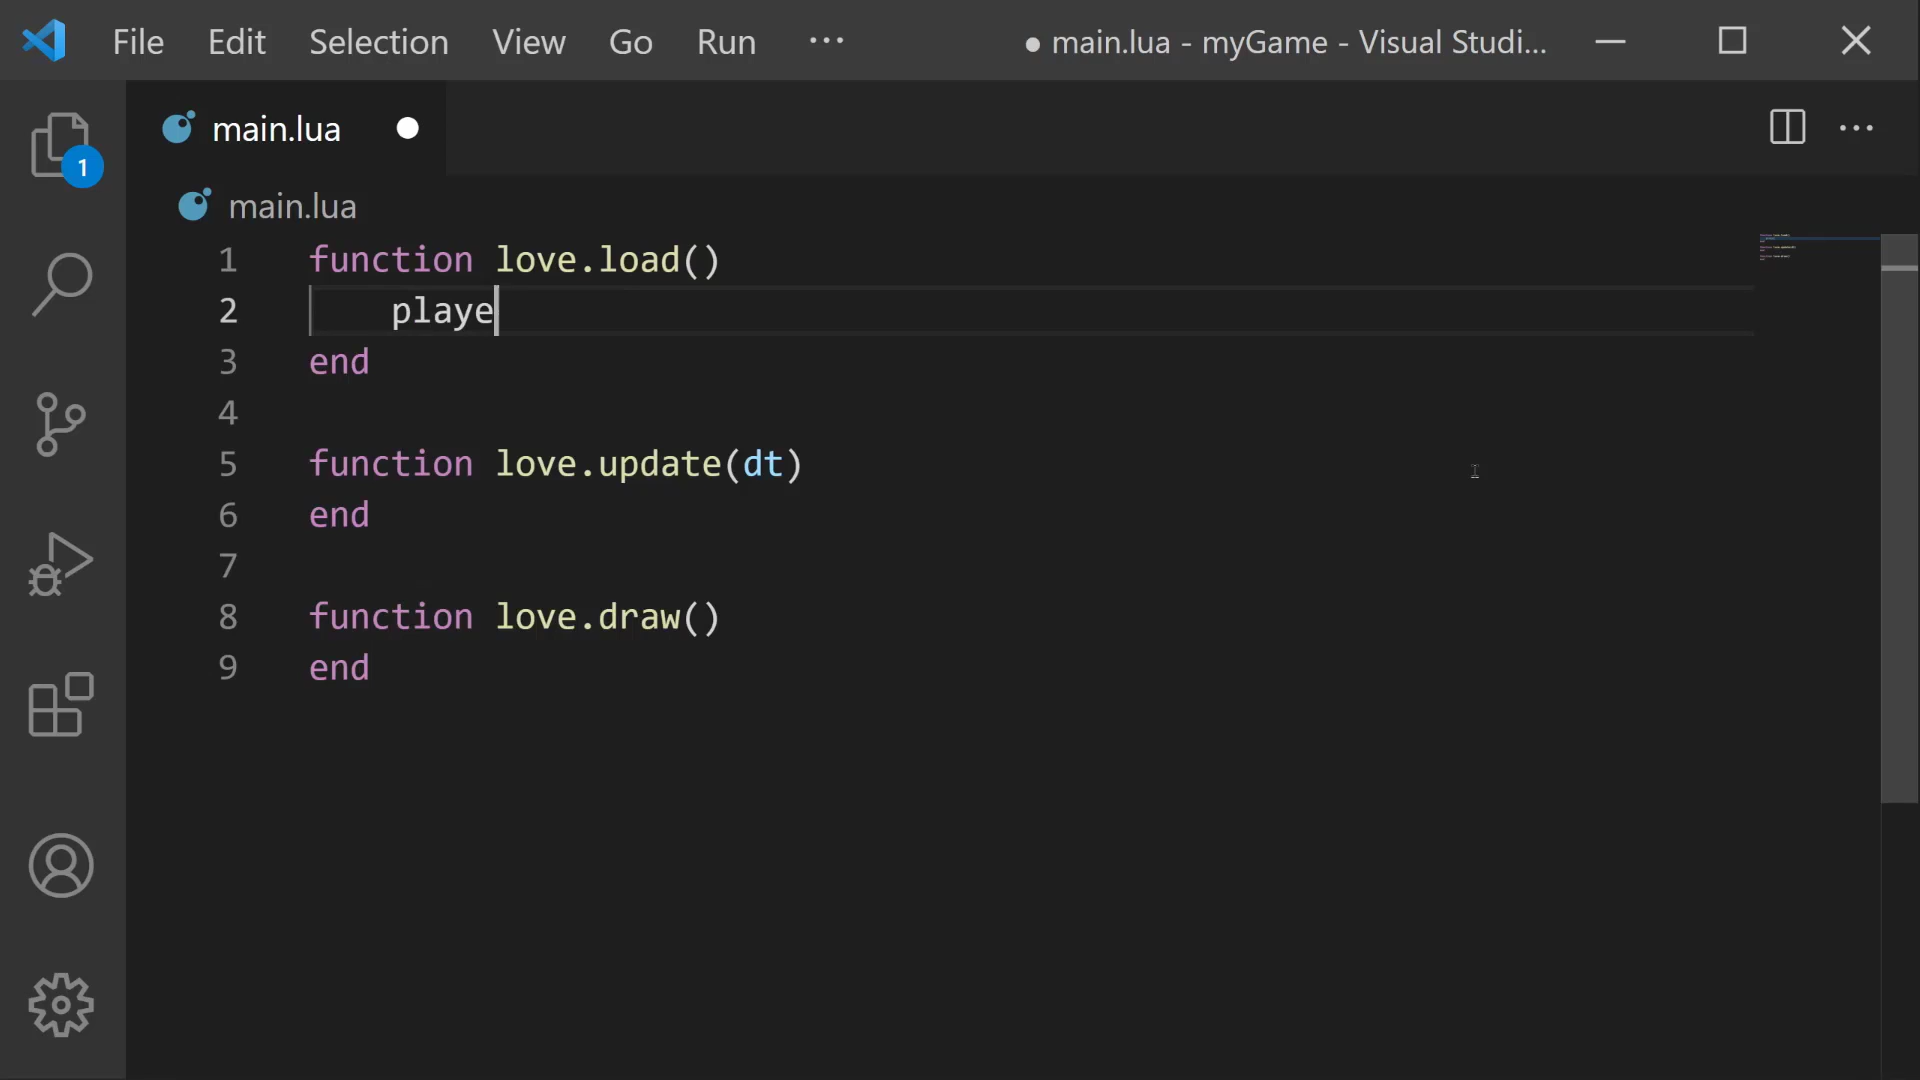 File Edit Selection View Go Run ··· ● main.lua - myGame - Visual Studi...
main.lua
1
main.lua
1 function love.load()
2     playe
3 end
4
5 function love.update(dt)
6 end
7
8 function love.draw()
9 end